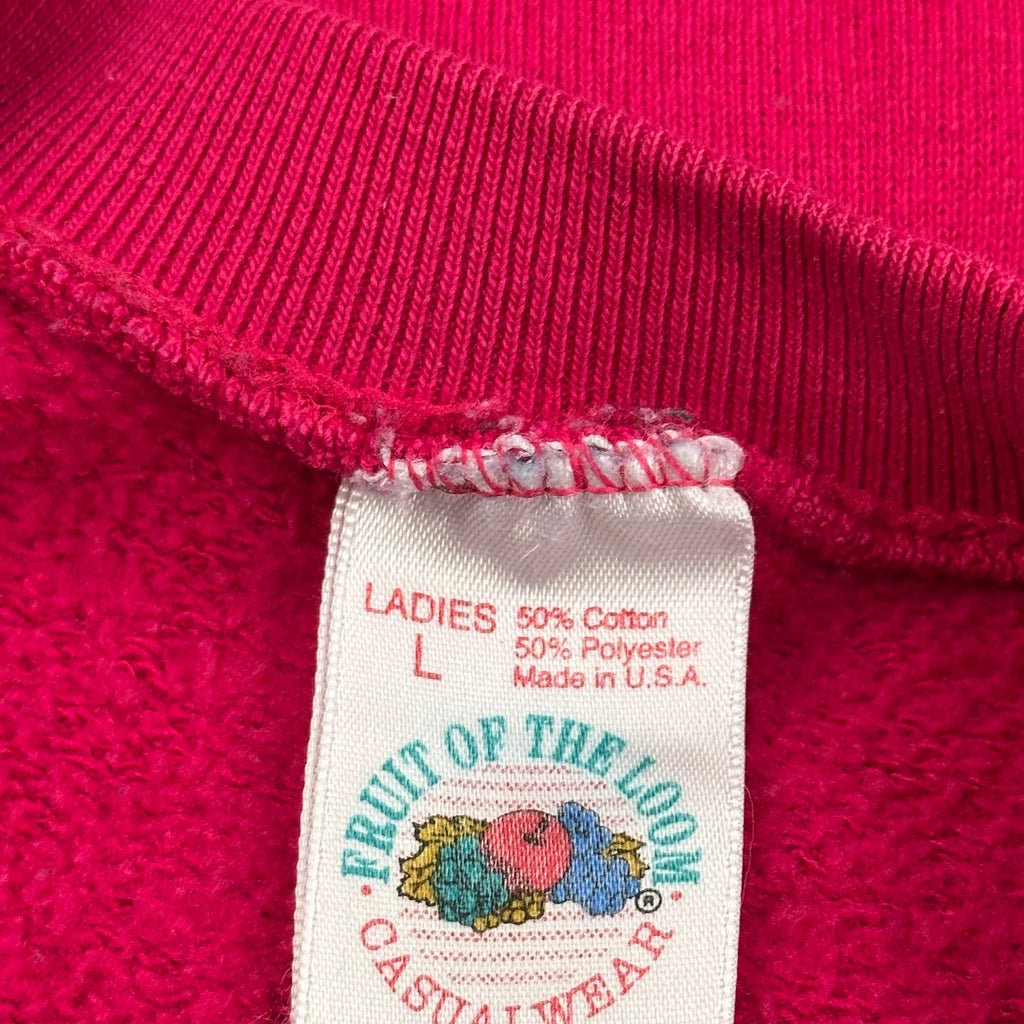 LADIES
L
50% Cotton
50% Polyester
Made in U.S.A.
FRUIT OF THE LOOM
®
CASUALWEAR